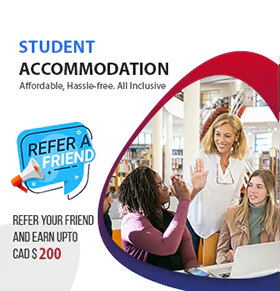 STUDENT
ACCOMMODATION
Affordable, Hassle-free. All Inclusive
REFER A
FRIEND
REFER YOUR FRIEND
AND EARN UPTO
CAD $ 200